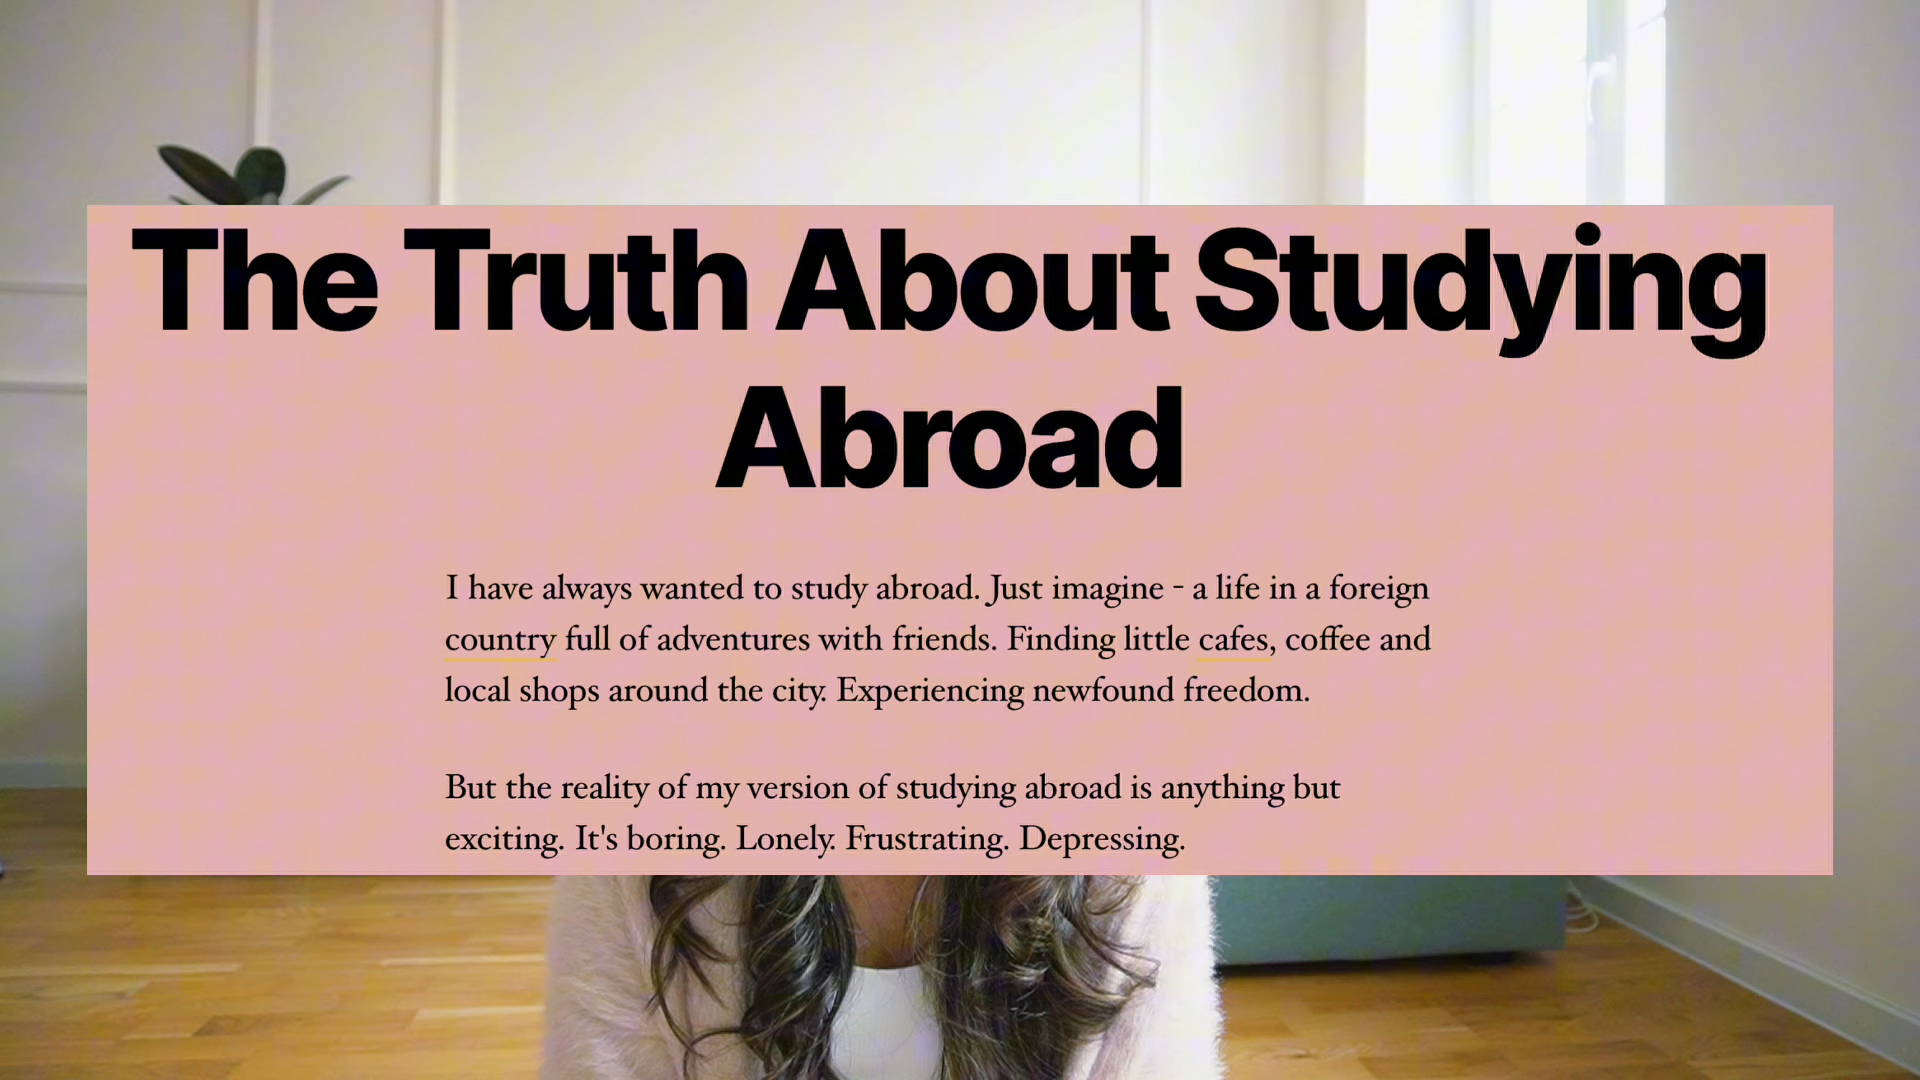 The Truth About Studying
Abroad
I have always wanted to study abroad. Just imagine - a life in a foreign
country full of adventures with friends. Finding little cafes, coffee and
local shops around the city. Experiencing newfound freedom.
But the reality of my version of studying abroad is anything but
exciting. It's boring. Lonely. Frustrating. Depressing.